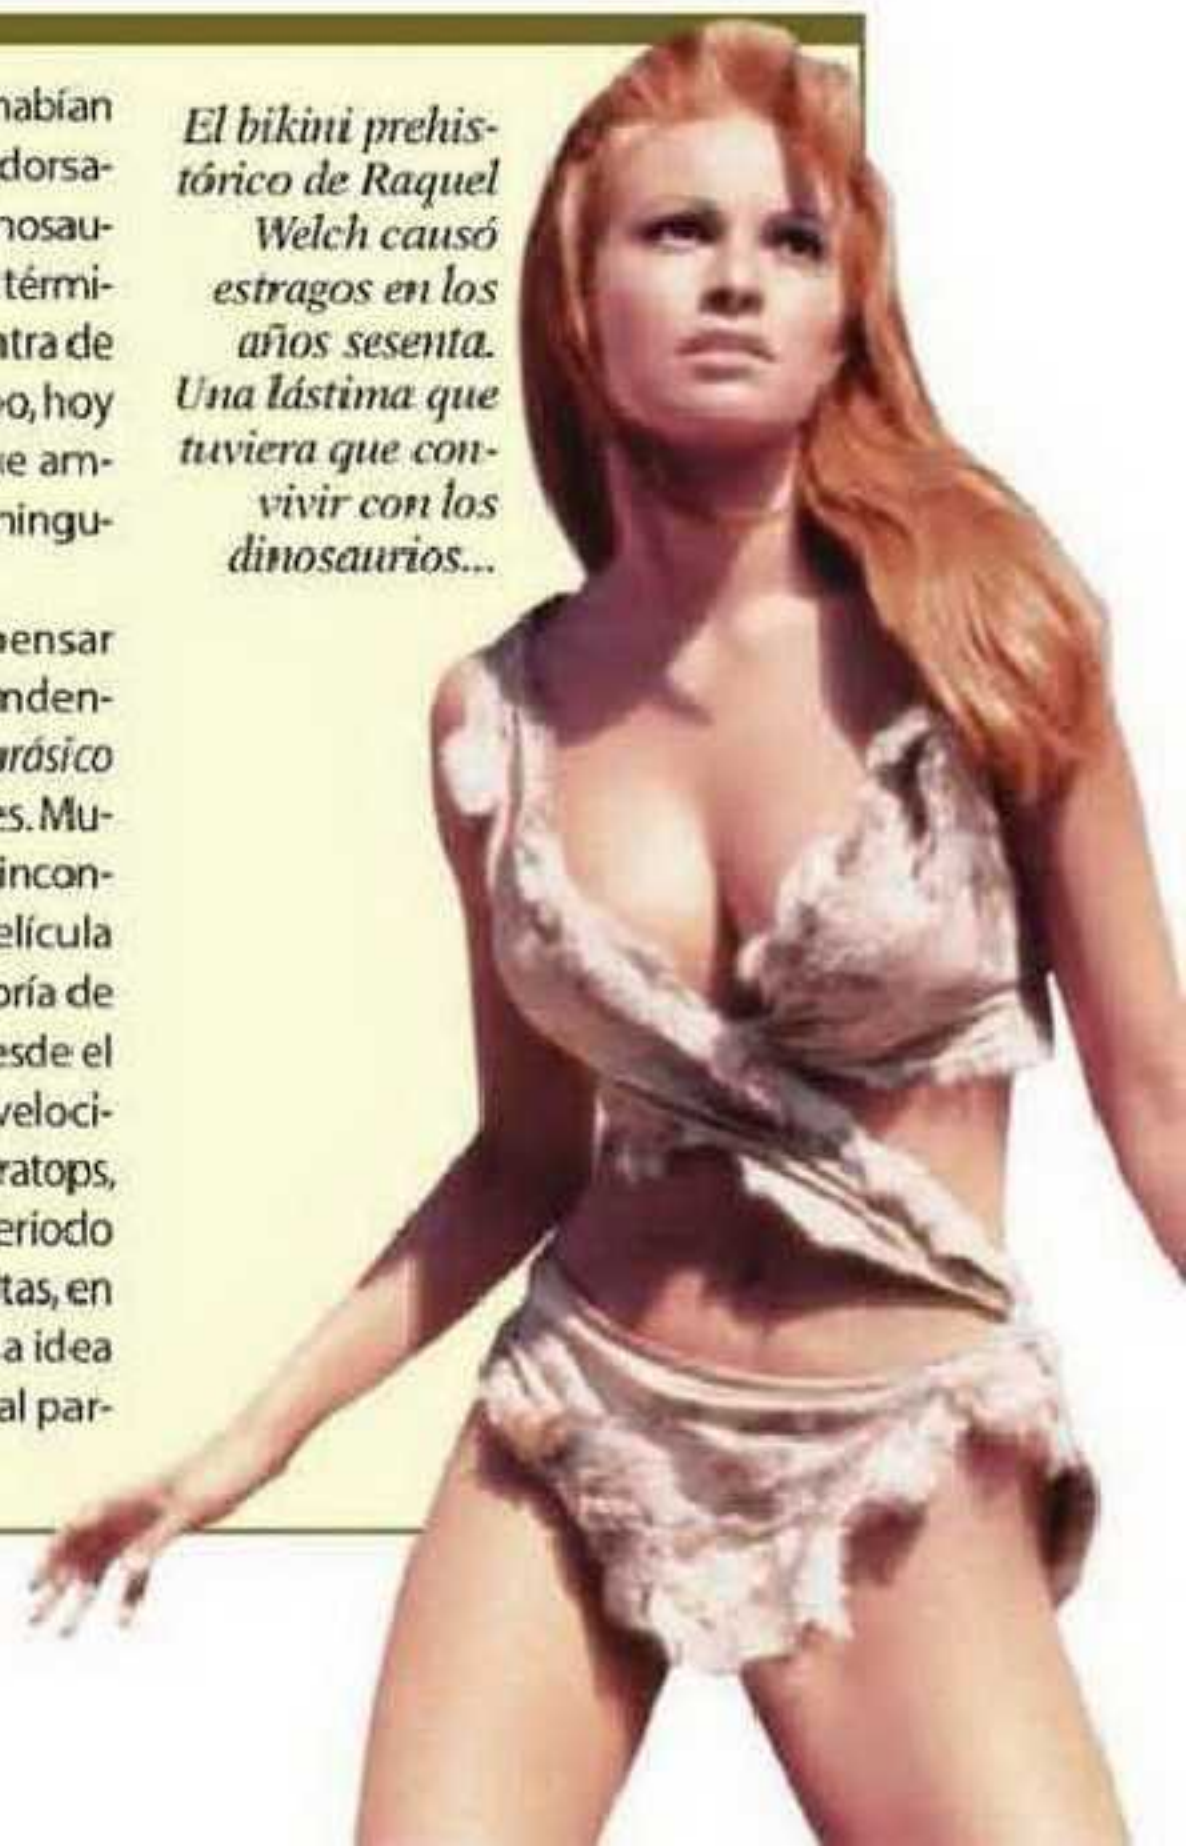 habían
dorsa-
nosau-
térmi-
atra de
o, hoy
ue am-
ningu-
pensar
nden-
rásico
es. Mu-
incon-
elícula
oría de
esde el
veloci-
ratops,
eriodo
tas, en
a idea
al par-
El bikini prehis-
tórico de Raquel
Welch causó
estragos en los
años sesenta.
Una lástima que
tuviera que con-
vivir con los
dinosaurios...